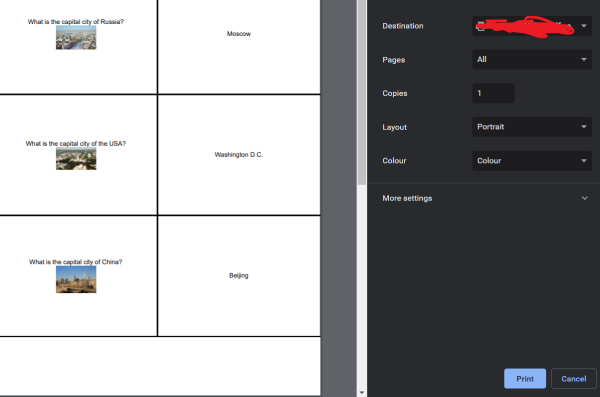 What is the capital city of Russia?
Moscow
What is the capital city of the USA?
Washington D.C.
What is the capital city of China?
Beijing
Destination
Pages
All
Copies
1
Layout
Portrait
Colour
Colour
More settings
Print
Cancel